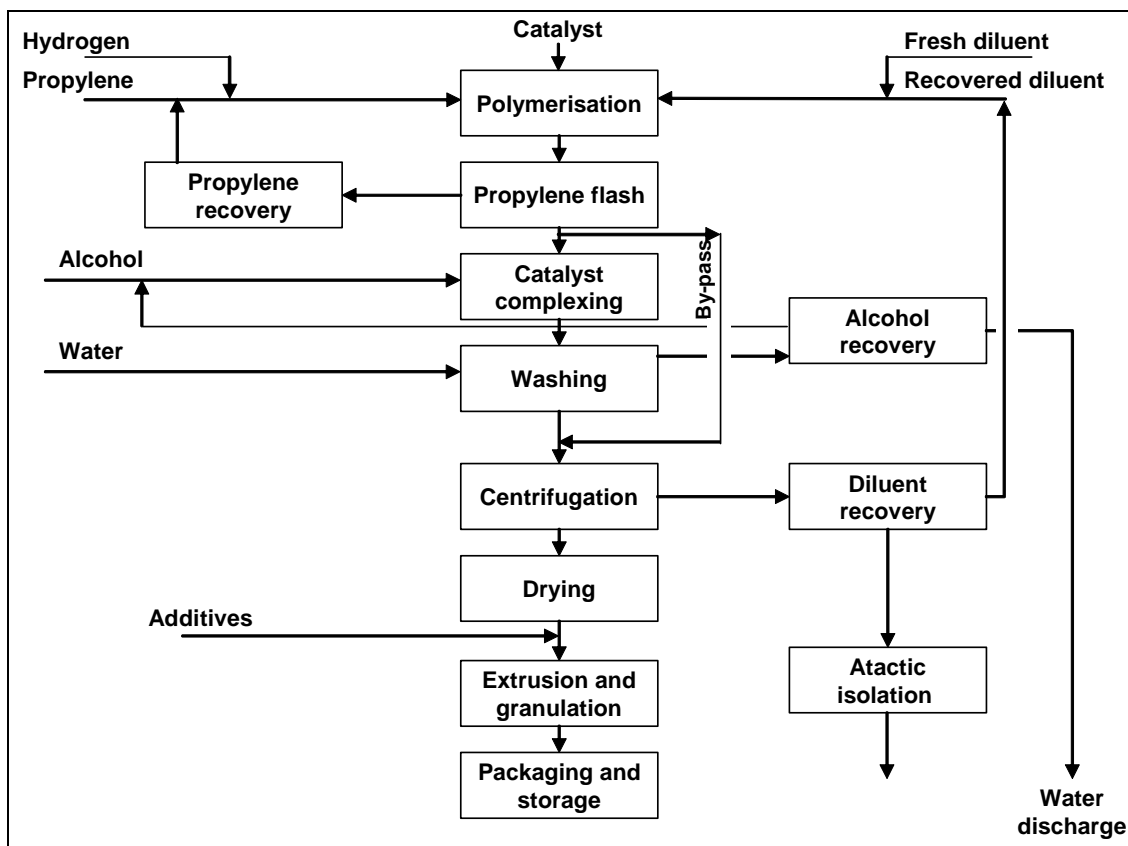 Hydrogen
Catalyst
Fresh diluent
Propylene
Recovered diluent
Polymerisation
Propylene
recovery
Propylene flash
By-pass
Alcohol
Catalyst
complexing
Alcohol
recovery
Water
Washing
Centrifugation
Diluent
recovery
Drying
Additives
Extrusion and
granulation
Atactic
isolation
Packaging and
storage
Water
discharge